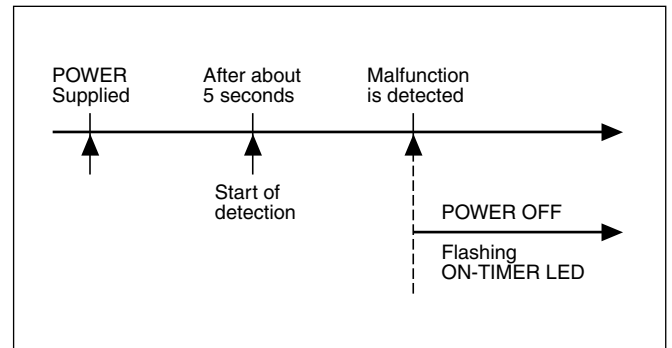 POWER
Supplied
After about
5 seconds
Malfunction
is detected
Start of
detection
POWER OFF
Flashing
ON-TIMER LED